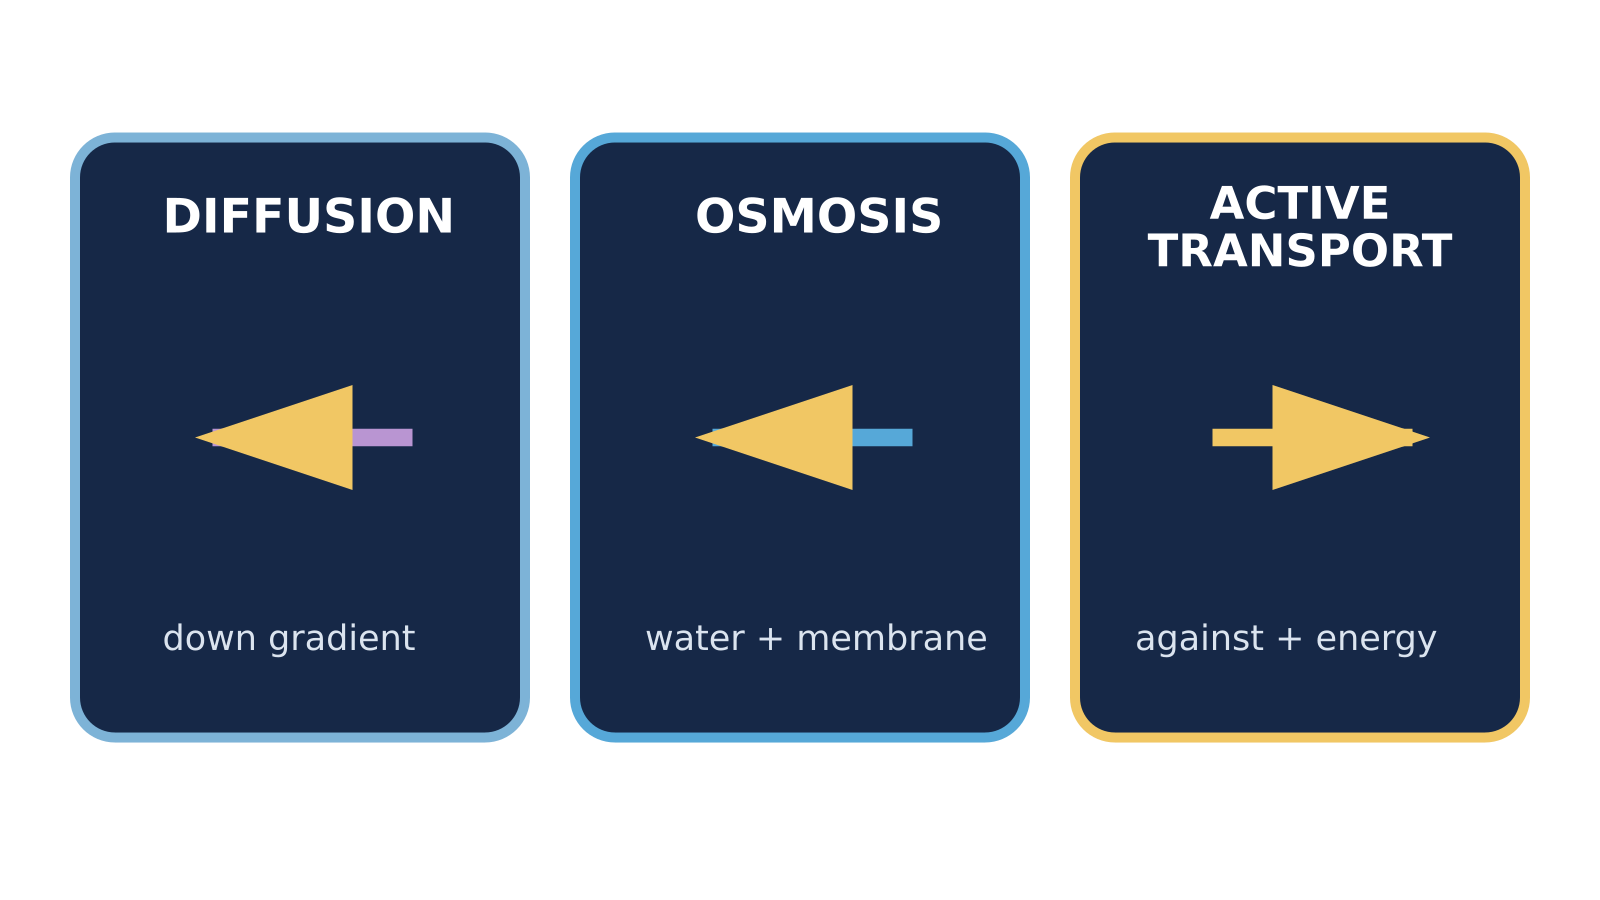 DIFFUSION
down gradient
OSMOSIS
water + membrane
ACTIVE
TRANSPORT
against + energy